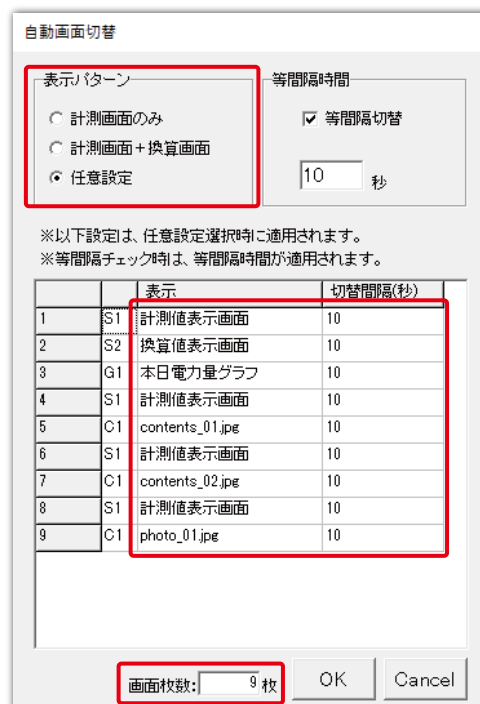 自動画面切替
表示パターン
計測画面のみ
計測画面+換算画面
任意設定
等間隔時間
等間隔切替
10 秒
※以下設定は、任意設定選択時に適用されます。
※等間隔チェック時は、等間隔時間が適用されます。
表示 切替間隔(秒)
1 S1 計測値表示画面 10
2 S2 換算値表示画面 10
3 G1 本日電力量グラフ 10
4 S1 計測値表示画面 10
5 C1 contents_01.jpg 10
6 S1 計測値表示画面 10
7 C1 contents_02.jpg 10
8 S1 計測値表示画面 10
9 C1 photo_01.jpg 10
画面枚数: 9 枚 OK Cancel